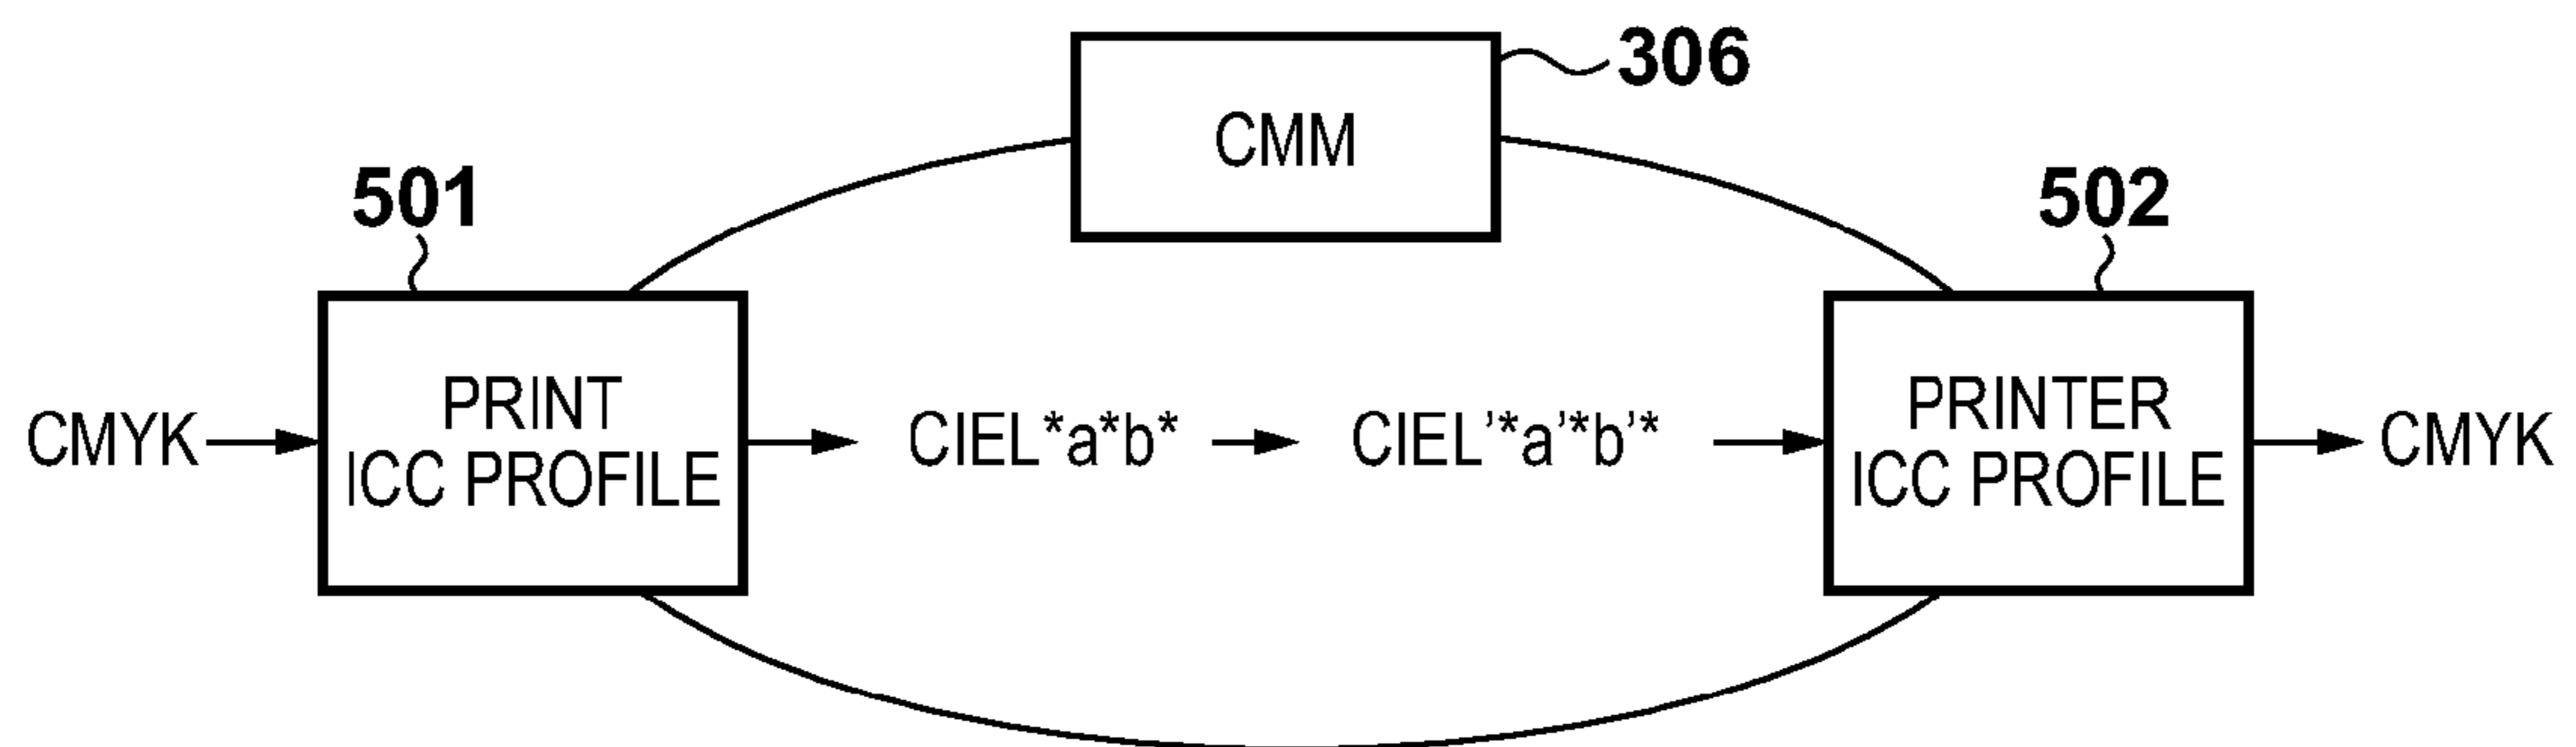 306
CMM
501
502
PRINT
ICC PROFILE
PRINTER
ICC PROFILE
CMYK
CIEL*a*b*
CIEL’*a’*b’*
CMYK